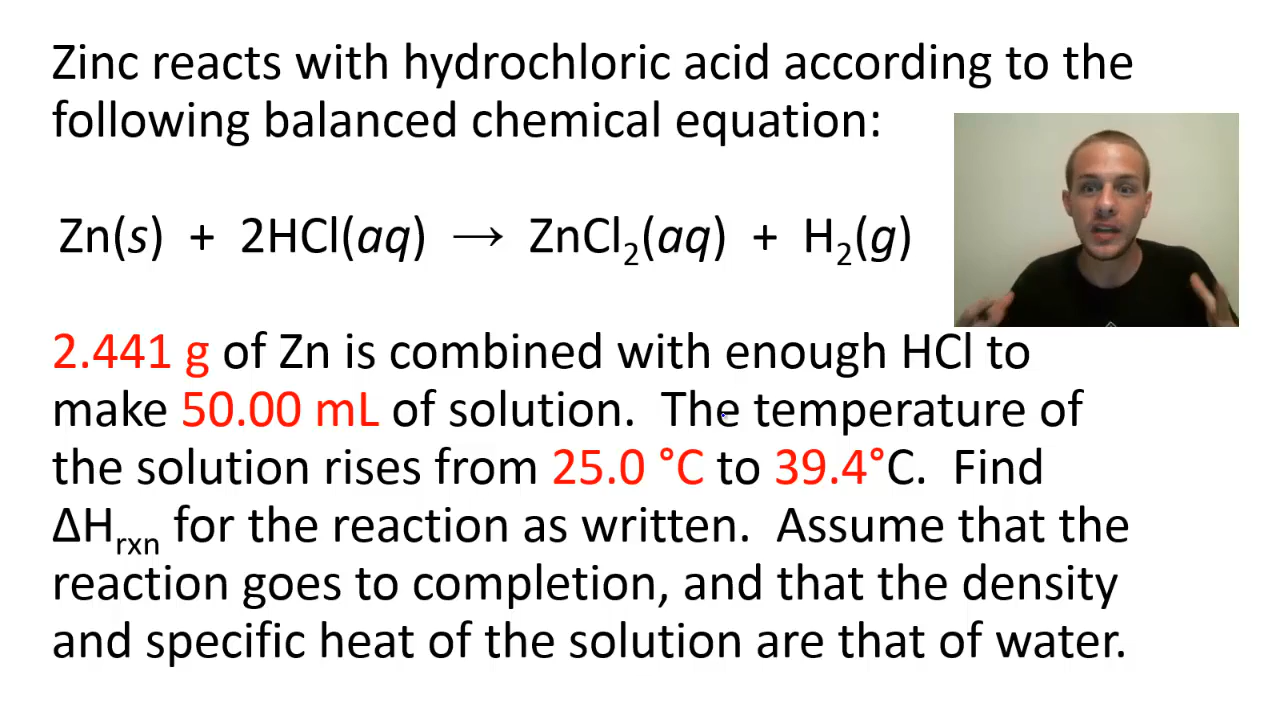 Zinc reacts with hydrochloric acid according to the
following balanced chemical equation:
Zn(s) + 2HCl(aq) → ZnCl₂(aq) + H₂(g)
2.441 g of Zn is combined with enough HCl to
make 50.00 mL of solution. The temperature of
the solution rises from 25.0 °C to 39.4°C. Find
ΔHrxn for the reaction as written. Assume that the
reaction goes to completion, and that the density
and specific heat of the solution are that of water.